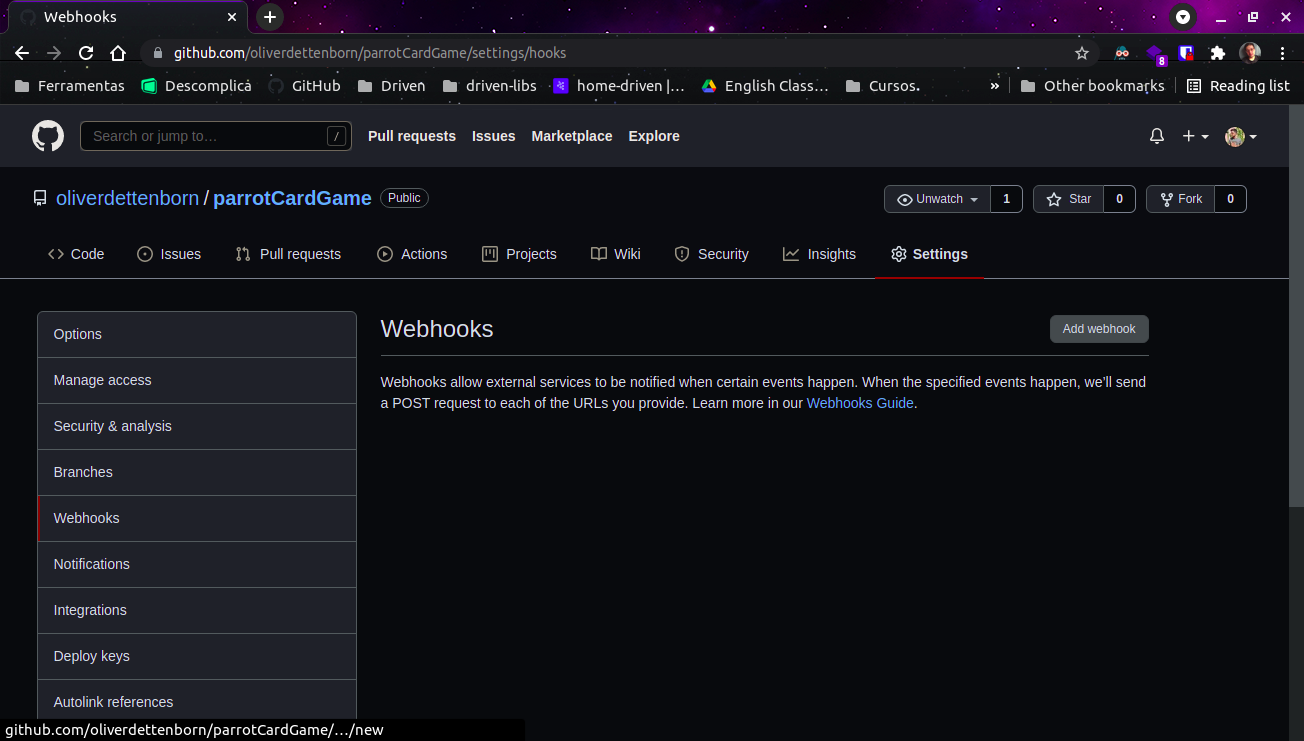 Webhooks
github.com/oliverdettenborn/parrotCardGame/settings/hooks
8
Ferramentas Descomplica GitHub Driven driven-libs home-driven |… English Class… Cursos. » Other bookmarks Reading list
Search or jump to… / Pull requests Issues Marketplace Explore
oliverdettenborn / parrotCardGame Public Unwatch 1 Star 0 Fork 0
Code Issues Pull requests Actions Projects Wiki Security Insights Settings
Options
Manage access
Security & analysis
Branches
Webhooks
Notifications
Integrations
Deploy keys
Autolink references
Webhooks Add webhook
Webhooks allow external services to be notified when certain events happen. When the specified events happen, we’ll send
a POST request to each of the URLs you provide. Learn more in our Webhooks Guide.
github.com/oliverdettenborn/parrotCardGame/…/new